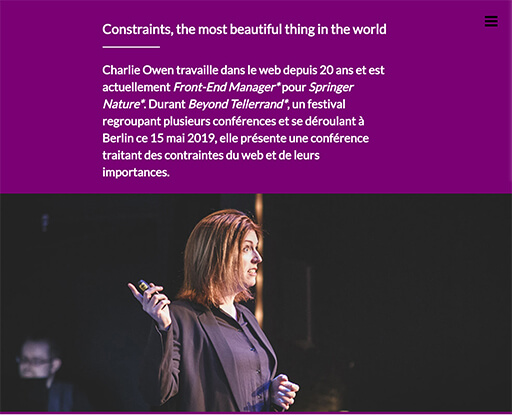 Constraints, the most beautiful thing in the world
Charlie Owen travaille dans le web depuis 20 ans et est
actuellement Front-End Manager* pour Springer
Nature*. Durant Beyond Tellerrand*, un festival
regroupant plusieurs conférences et se déroulant à
Berlin ce 15 mai 2019, elle présente une conférence
traitant des contraintes du web et de leurs
importances.